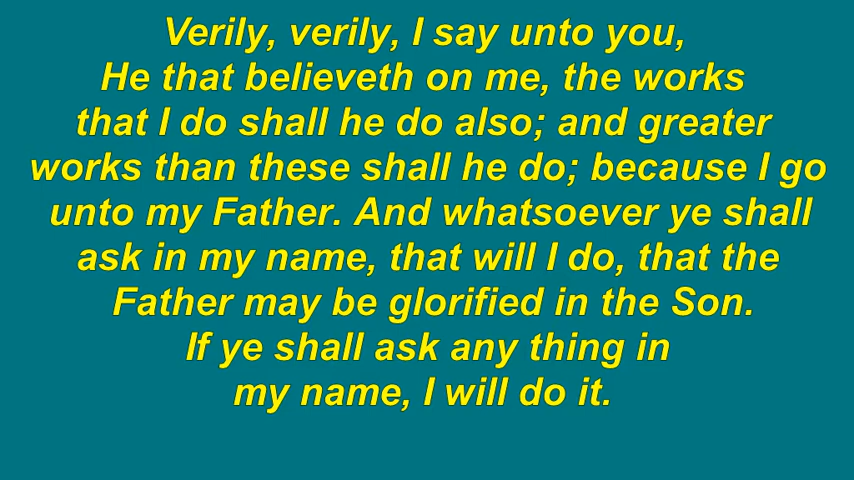 Verily, verily, I say unto you,
He that believeth on me, the works
that I do shall he do also; and greater
works than these shall he do; because I go
unto my Father. And whatsoever ye shall
ask in my name, that will I do, that the
Father may be glorified in the Son.
If ye shall ask any thing in
my name, I will do it.